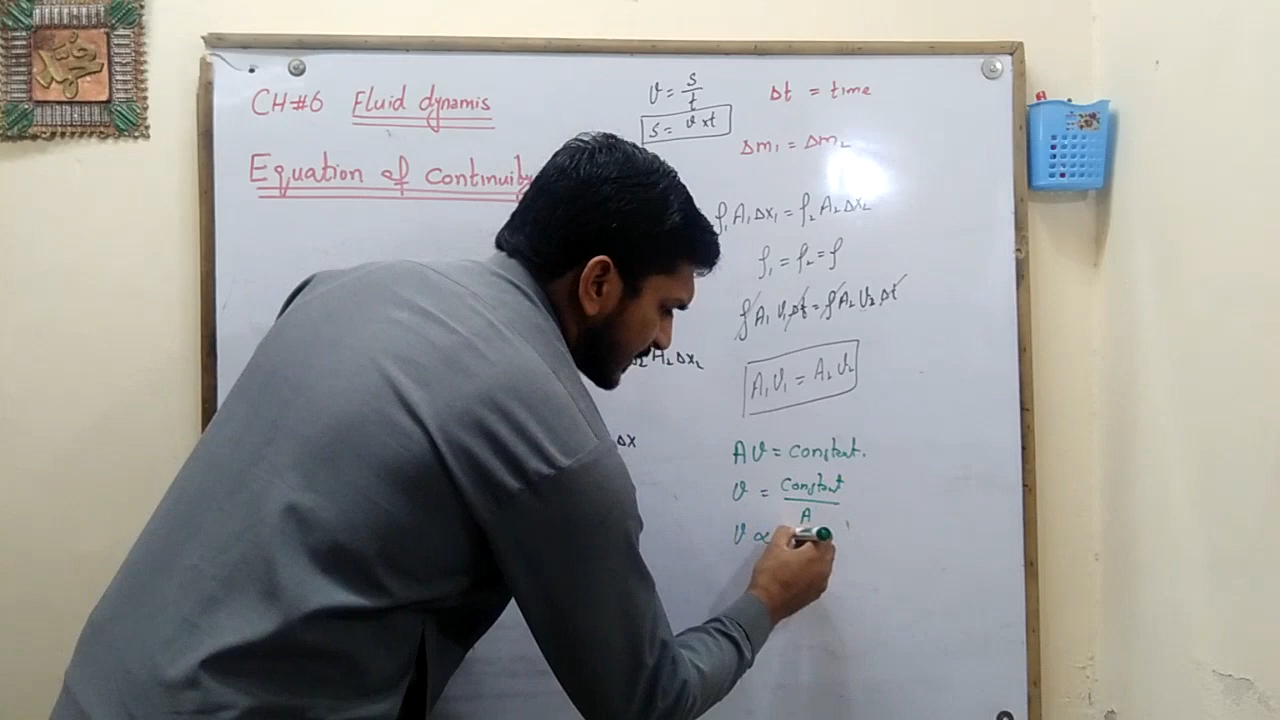 CH#6 Fluid dynamis
Equation of continuity
v = s/t
s = v x t
Δt = time
Δm₁ = Δm₂
ρ₁A₁Δx₁ = ρ₂A₂Δx₂
ρ₁ = ρ₂ = ρ
ρA₁v₁Δt = ρA₂v₂Δt
A₁v₁ = A₂v₂
A₂Δx₂
Δx
Av = constant.
v = constant/A
v ∝